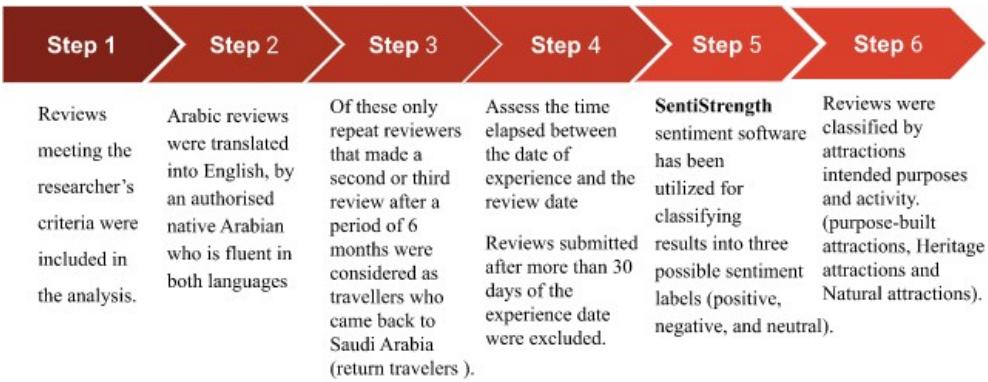 Step 1
Step 2
Step 3
Step 4
Step 5
Step 6
Reviews
meeting the
researcher's
criteria were
included in
the analysis.
Arabic reviews
were translated
into English, by
an authorised
native Arabian
who is fluent in
both languages
Of these only
repeat reviewers
that made a
second or third
review after a
period of 6
months were
considered as
travellers who
came back to
Saudi Arabia
(return travelers ).
Assess the time
elapsed between
the date of
experience and the
review date
Reviews submitted
after more than 30
days of the
experience date
were excluded.
SentiStrength
sentiment software
has been
utilized for
classifying
results into three
possible sentiment
labels (positive,
negative, and neutral).
Reviews were
classified by
attractions
intended purposes
and activity.
(purpose-built
attractions, Heritage
attractions and
Natural attractions).